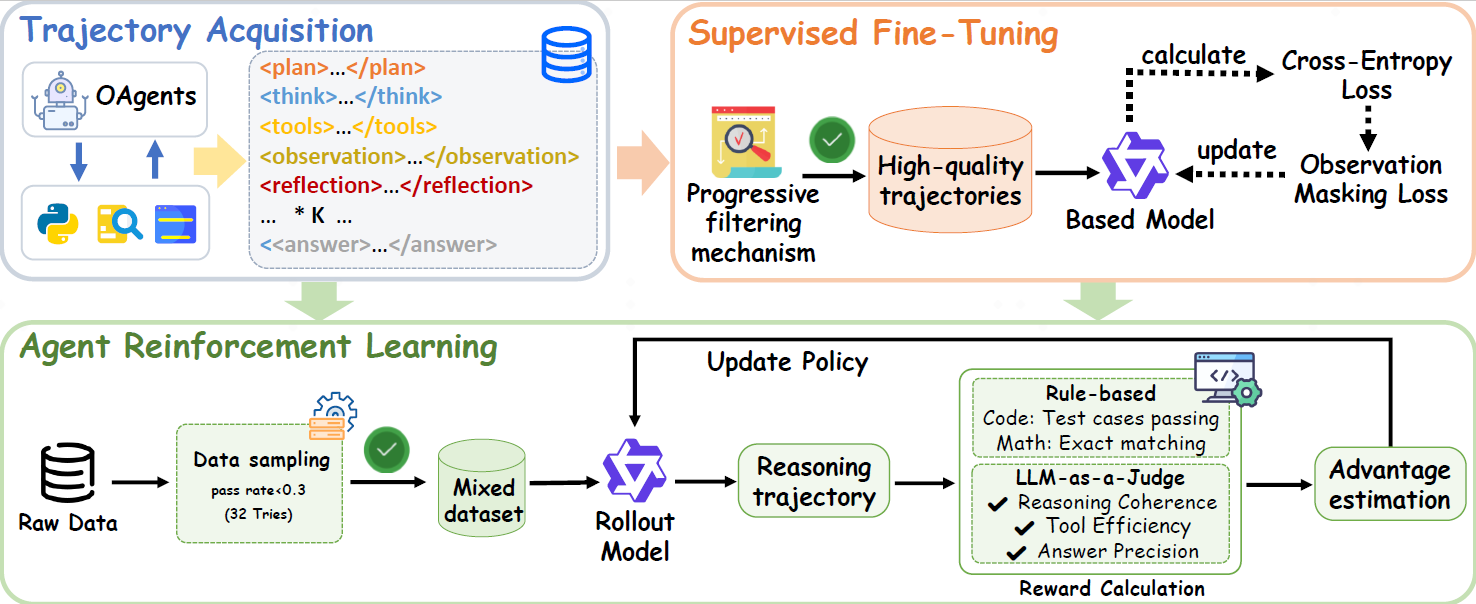 Trajectory Acquisition
OAgents
<plan>...</plan>
<think>...</think>
<tools>...</tools>
<observation>...</observation>
<reflection>...</reflection>
... * K ...
<<answer>...</answer>
Supervised Fine-Tuning
Progressive
filtering
mechanism
High-quality
trajectories
Based Model
calculate
Cross-Entropy
Loss
Observation
Masking Loss
update
Agent Reinforcement Learning
Raw Data
Data sampling
pass rate<0.3
(32 Tries)
Mixed
dataset
Rollout
Model
Update Policy
Reasoning
trajectory
</>
Rule-based
Code: Test cases passing
Math: Exact matching
LLM-as-a-Judge
Reasoning Coherence
Tool Efficiency
Answer Precision
Reward Calculation
Advantage
estimation